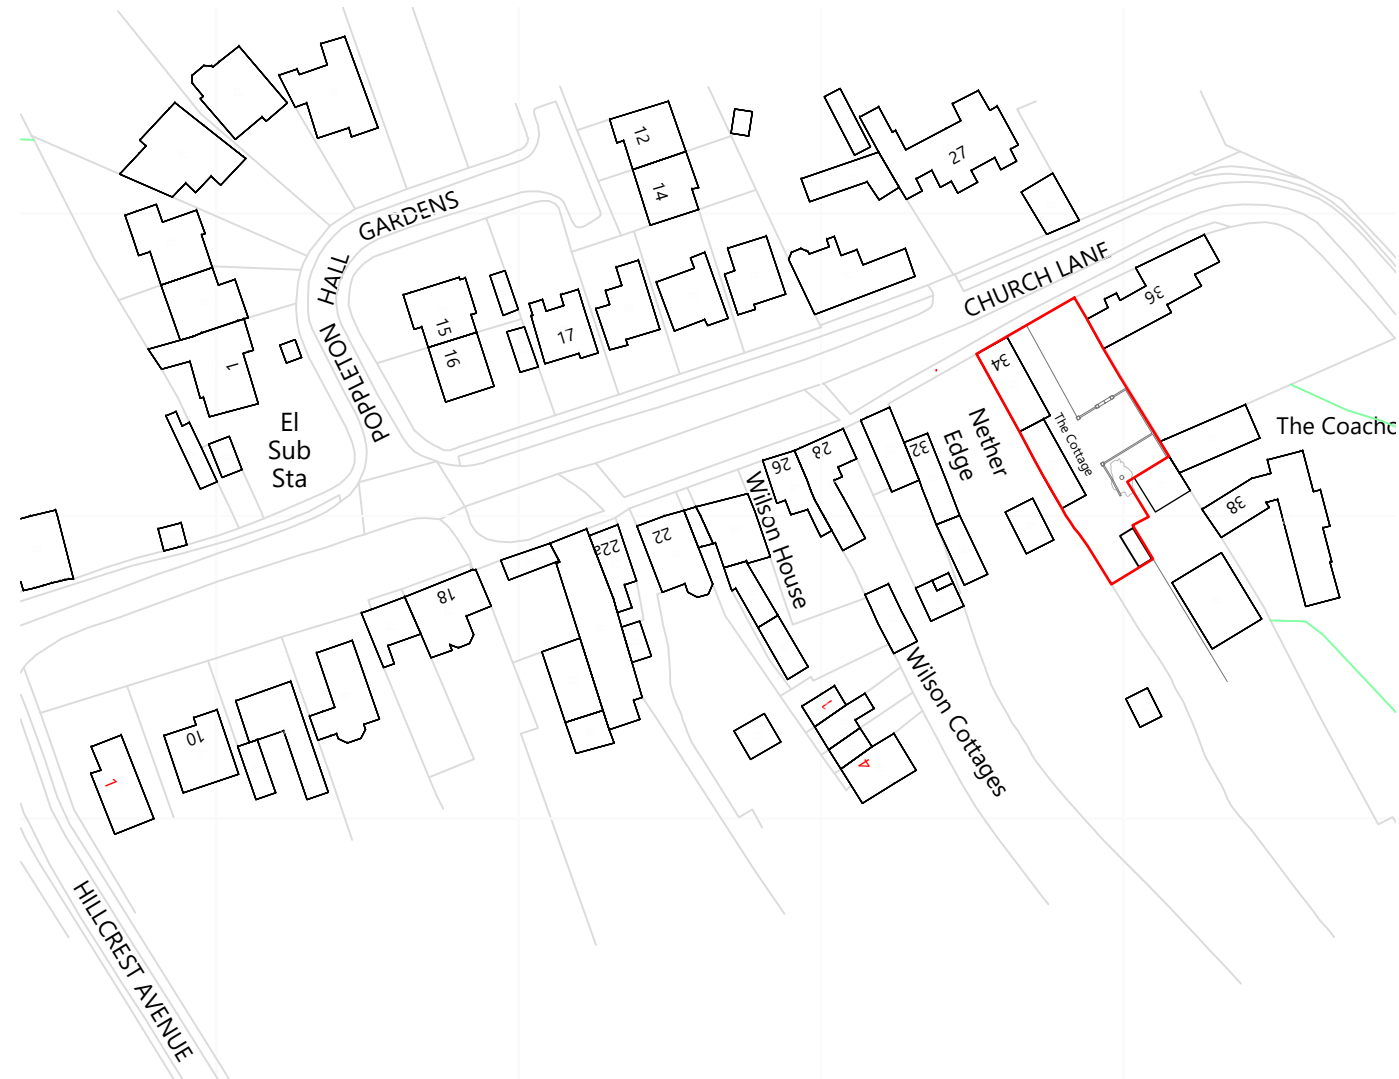 12
14
27
GARDENS
HALL
POPPLETON
CHURCH LANE
36
15
16
17
1
34
El
Sub
Sta
The Cottage
Nether
Edge
The Coacho
32
28
26
Wilson House
38
22
22a
18
Wilson Cottages
1
4
10
1
HILLCREST AVENUE